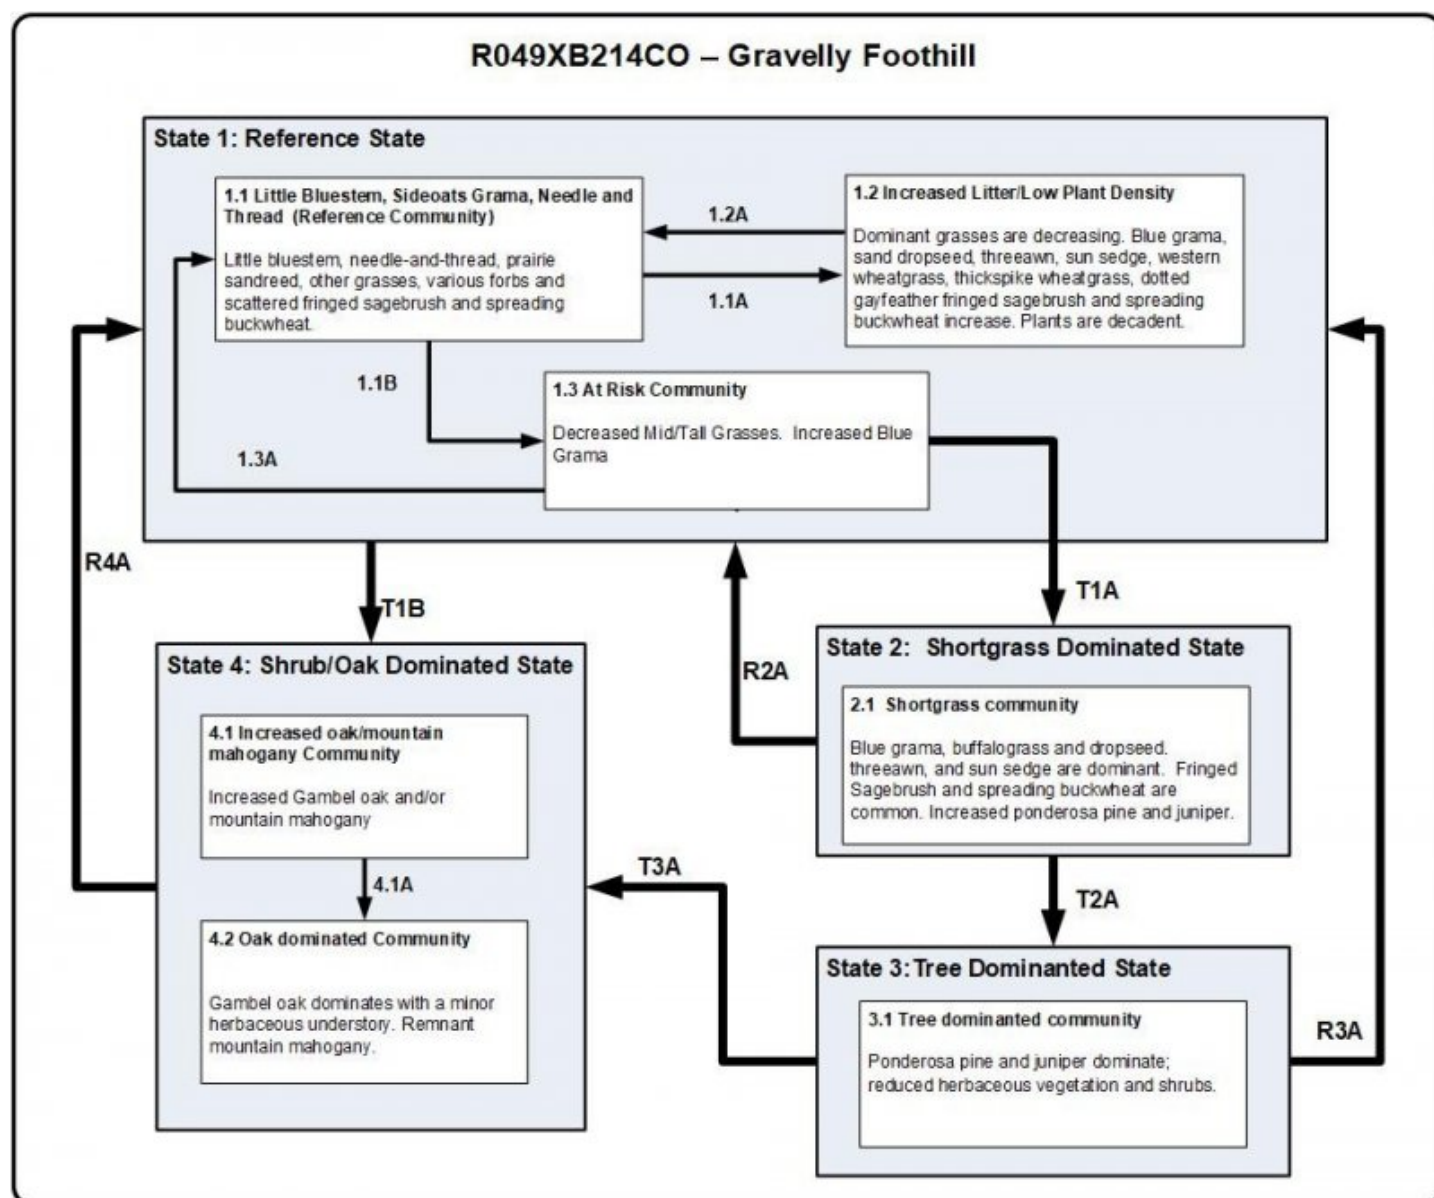 R049XB214CO – Gravelly Foothill
State 1: Reference State
1.1 Little Bluestem, Sideoats Grama, Needle and
Thread (Reference Community)
Little bluestem, needle-and-thread, prairie
sandreed, other grasses, various forbs and
scattered fringed sagebrush and spreading
buckwheat.
1.2A
1.1A
1.2 Increased Litter/Low Plant Density
Dominant grasses are decreasing. Blue grama,
sand dropseed, threeawn, sun sedge, western
wheatgrass, thickspike wheatgrass, dotted
gayfeather fringed sagebrush and spreading
buckwheat increase. Plants are decadent.
1.1B
1.3A
1.3 At Risk Community
Decreased Mid/Tall Grasses. Increased Blue
Grama
R4A
T1B
R2A
T1A
State 4: Shrub/Oak Dominated State
4.1 Increased oak/mountain
mahogany Community
Increased Gambel oak and/or
mountain mahogany
4.1A
4.2 Oak dominated Community
Gambel oak dominates with a minor
herbaceous understory. Remnant
mountain mahogany.
State 2: Shortgrass Dominated State
2.1 Shortgrass community
Blue grama, buffalograss and dropseed.
threeawn, and sun sedge are dominant. Fringed
Sagebrush and spreading buckwheat are
common. Increased ponderosa pine and juniper.
T3A
T2A
State 3: Tree Dominanted State
3.1 Tree dominanted community
Ponderosa pine and juniper dominate;
reduced herbaceous vegetation and shrubs.
R3A